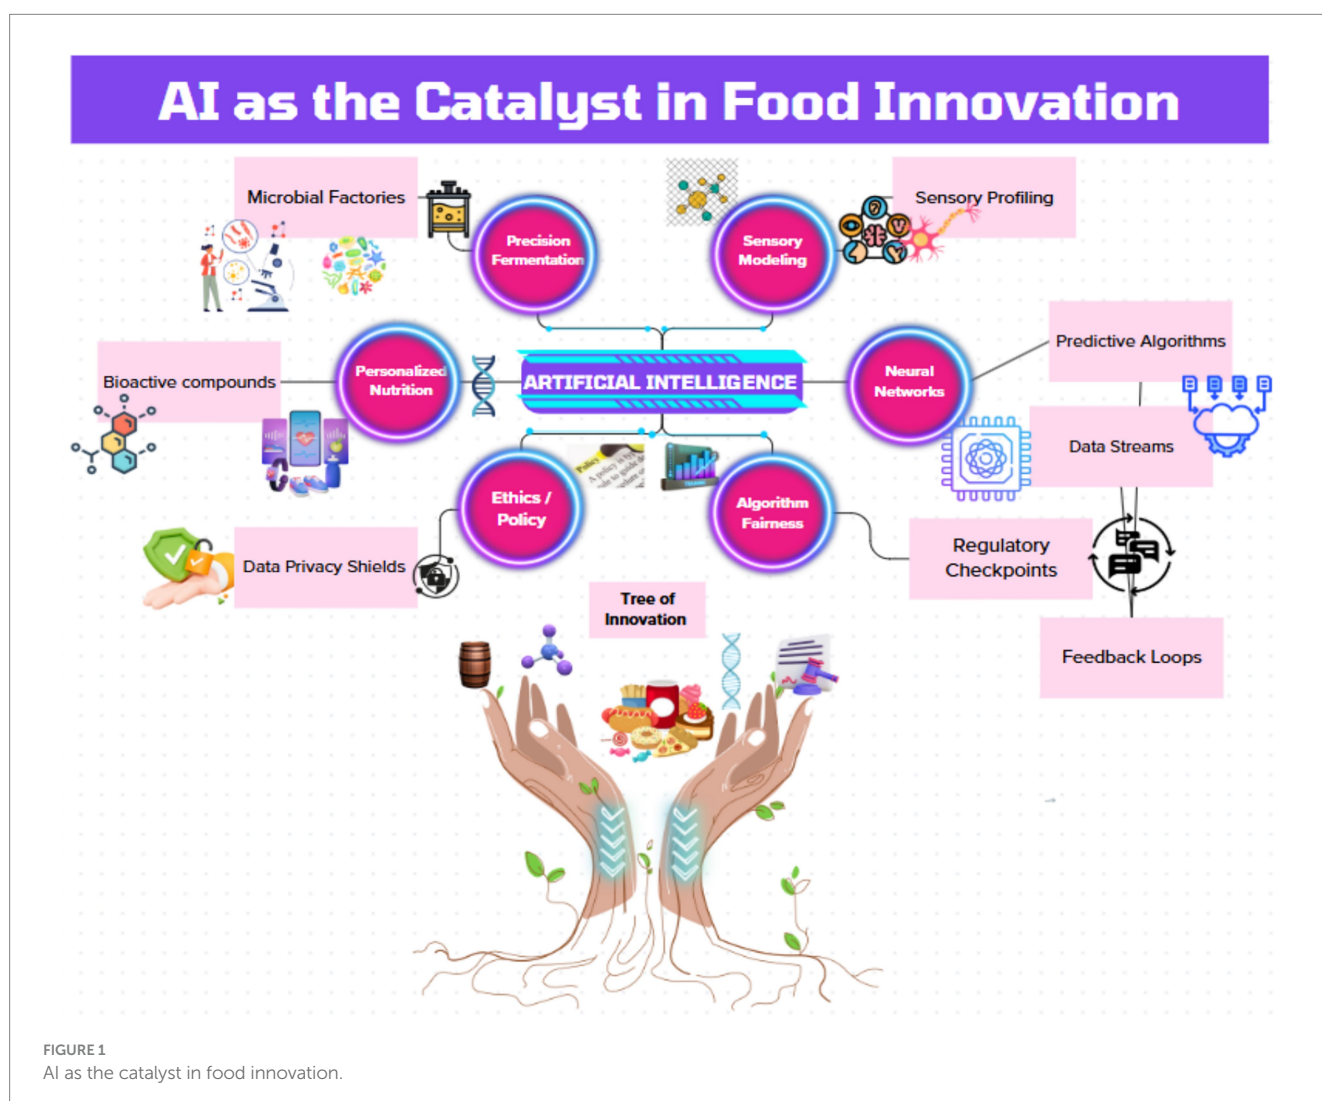 AI as the Catalyst in Food Innovation
Microbial Factories
Precision
Fermentation
Sensory
Modeling
Sensory Profiling
Bioactive compounds
Personalized
Nutrition
ARTIFICIAL INTELLIGENCE
Neural
Networks
Predictive Algorithms
Data Streams
Ethics /
Policy
Policy
Algorithm
Fairness
Data Privacy Shields
Regulatory
Checkpoints
Feedback Loops
Tree of
Innovation
FIGURE 1
AI as the catalyst in food innovation.